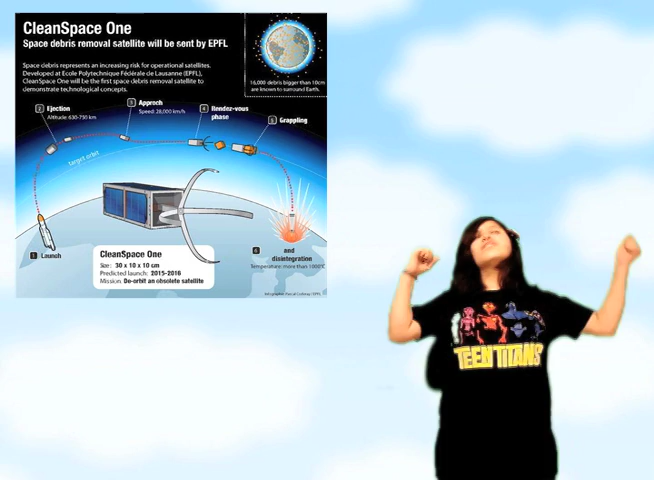 CleanSpace One
Space debris removal satellite will be sent by EPFL
Space debris represents an increasing risk for operational satellites.
Developed at Ecole Polytechnique Fédérale de Lausanne (EPFL),
CleanSpace One will be the first space debris removal satellite to
demonstrate technological concepts.
16,000 debris bigger than 10cm
are known to surround Earth.
2 Ejection
Altitude: 630-750 km
3 Approch
Speed: 28,000 km/h
4 Rendez-vous
phase
5 Grappling
target orbit
1 Launch
CleanSpace One
Size: 30 x 10 x 10 cm
Predicted launch: 2015-2016
Mission: De-orbit an obsolete satellite
6 and
disintegration
Temperature: more than 1000°C
TEEN TITANS